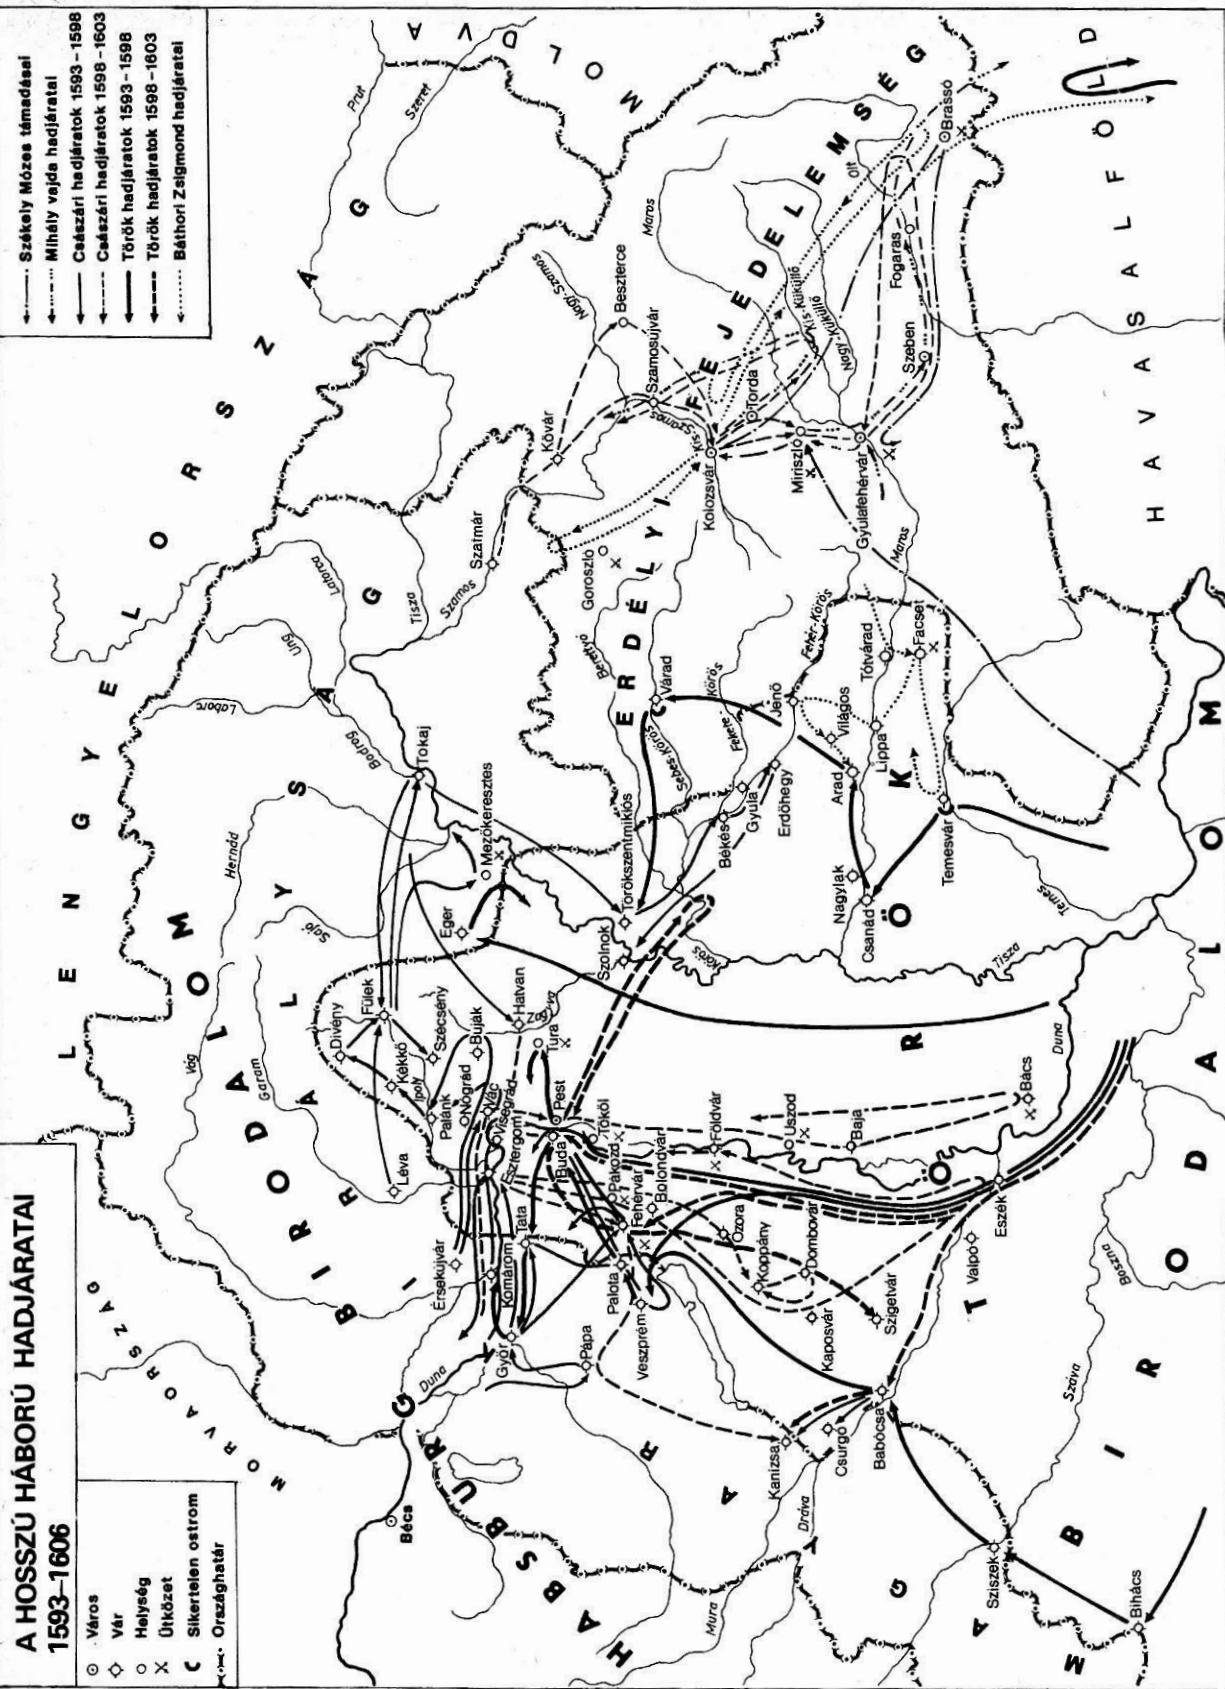 A HOSSZÚ HÁBORÚ HADJÁRATAI
1593–1606
Város
Vár
Helység
Ütközet
Sikertelen ostrom
Országhatár
Székely Mózes támadásai
Mihály vajda hadjáratai
Császári hadjáratok 1593–1598
Császári hadjáratok 1598–1603
Török hadjáratok 1593–1598
Török hadjáratok 1598–1603
Báthori Zsigmond hadjáratai
LENGYELORSZÁG
MORVAORSZÁG
MOLDVA
HAVASALFÖLD
HABSBURG
BIRODALOM
KIRÁLYSÁG
MAGYAR
ERDÉLYI FEJEDELEMSÉG
TÖRÖK
BIRODALOM
Prut
Szeret
Vág
Garam
Hernád
Sajó
Ipoly
Laborc
Ung
Latorca
Bodrog
Tisza
Szamos
Nagy-Szamos
Kis-Szamos
Maros
Olt
Kis-Küküllő
Nagy-Küküllő
Berettyó
Sebes-Körös
Fekete-Körös
Fehér-Körös
Körös
Maros
Temes
Tisza
Zagyva
Duna
Duna
Dráva
Mura
Száva
Boszna
Bécs
Léva
Divény
Fülek
Kékkő
Szécsény
Palánk
Buják
Nógrád
Vác
Visegrád
Esztergom
Érsekújvár
Komárom
Tata
Győr
Pápa
Hatvan
Tura
Pest
Buda
Tököl
Pákozd
Fehérvár
Bolondvár
Palota
Veszprém
Földvár
Ozora
Koppány
Dombóvár
Kaposvár
Szigetvár
Uszod
Baja
Bács
Eszék
Valpó
Kanizsa
Csurgó
Babócsa
Sziszek
Bihács
Eger
Mezőkeresztes
Tokaj
Szolnok
Törökszentmiklós
Várad
Békés
Gyula
Erdőhegy
Jenő
Világos
Arad
Lippa
Tótvárad
Facset
Nagylak
Csanád
Temesvár
Szatmár
Kővár
Goroszló
Beszterce
Szamosújvár
Kolozsvár
Torda
Miriszló
Gyulafehérvár
Szeben
Fogaras
Brassó